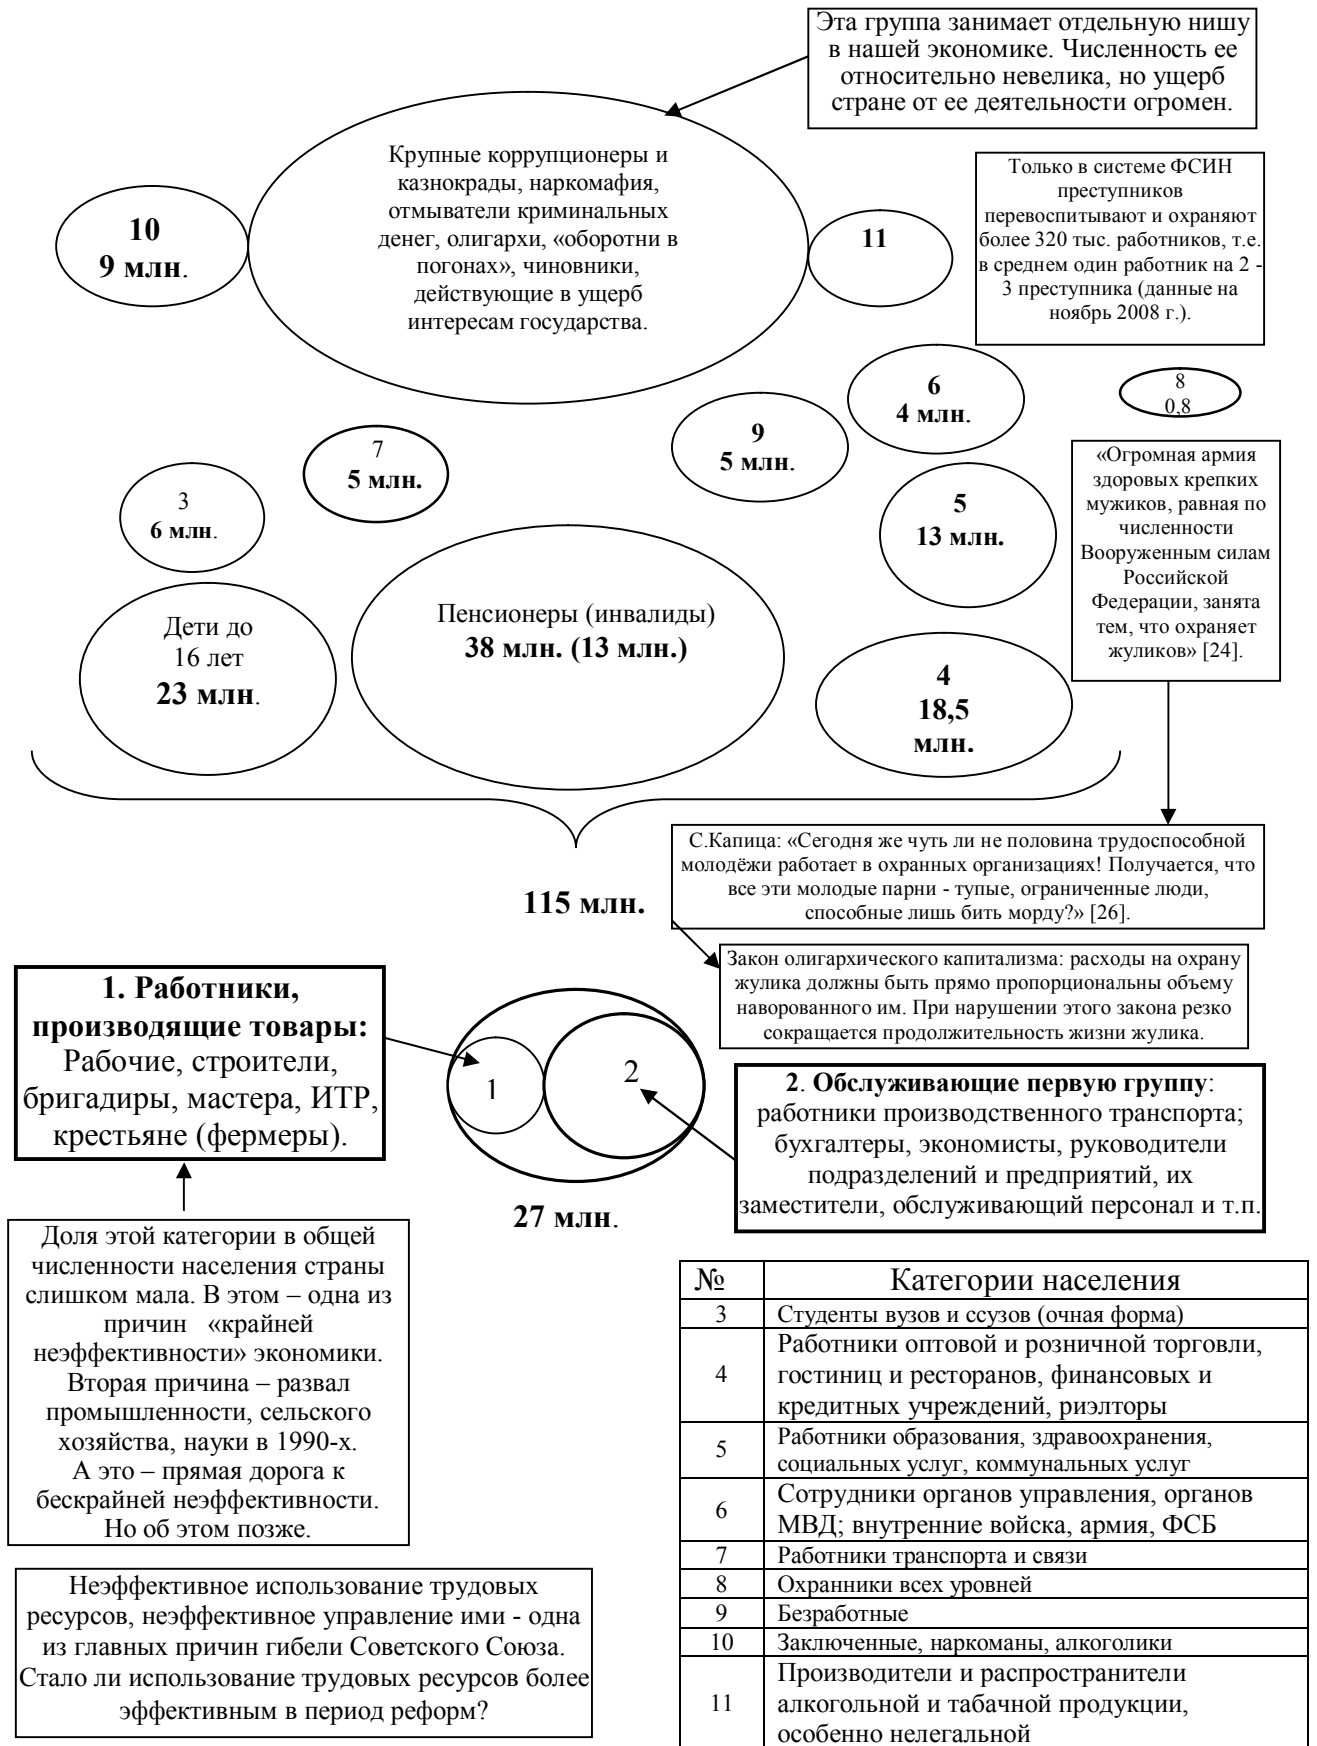 Эта группа занимает отдельную нишу
в нашей экономике. Численность ее
относительно невелика, но ущерб
стране от ее деятельности огромен.
Крупные коррупционеры и
казнокрады, наркомафия,
отмыватели криминальных
денег, олигархи, «оборотни в
погонах», чиновники,
действующие в ущерб
интересам государства.
Только в системе ФСИН
преступников
перевоспитывают и охраняют
более 320 тыс. работников, т.е.
в среднем один работник на 2 -
3 преступника (данные на
ноябрь 2008 г.).
10
9 млн.
11
6
4 млн.
8
0,8
9
5 млн.
7
5 млн.
3
6 млн.
5
13 млн.
«Огромная армия
здоровых крепких
мужиков, равная по
численности
Вооруженным силам
Российской
Федерации, занята
тем, что охраняет
жуликов» [24].
Дети до
16 лет
23 млн.
Пенсионеры (инвалиды)
38 млн. (13 млн.)
4
18,5
млн.
С.Капица: «Сегодня же чуть ли не половина трудоспособной
молодёжи работает в охранных организациях! Получается, что
все эти молодые парни - тупые, ограниченные люди,
способные лишь бить морду?» [26].
115 млн.
Закон олигархического капитализма: расходы на охрану
жулика должны быть прямо пропорциональны объему
наворованного им. При нарушении этого закона резко
сокращается продолжительность жизни жулика.
1. Работники,
производящие товары:
Рабочие, строители,
бригадиры, мастера, ИТР,
крестьяне (фермеры).
1
2
27 млн.
2. Обслуживающие первую группу:
работники производственного транспорта;
бухгалтеры, экономисты, руководители
подразделений и предприятий, их
заместители, обслуживающий персонал и т.п.
Доля этой категории в общей
численности населения страны
слишком мала. В этом – одна из
причин «крайней
неэффективности» экономики.
Вторая причина – развал
промышленности, сельского
хозяйства, науки в 1990-х.
А это – прямая дорога к
бескрайней неэффективности.
Но об этом позже.
Неэффективное использование трудовых
ресурсов, неэффективное управление ими - одна
из главных причин гибели Советского Союза.
Стало ли использование трудовых ресурсов более
эффективным в период реформ?
№ Категории населения
3 Студенты вузов и ссузов (очная форма)
4 Работники оптовой и розничной торговли,
гостиниц и ресторанов, финансовых и
кредитных учреждений, риэлторы
5 Работники образования, здравоохранения,
социальных услуг, коммунальных услуг
6 Сотрудники органов управления, органов
МВД; внутренние войска, армия, ФСБ
7 Работники транспорта и связи
8 Охранники всех уровней
9 Безработные
10 Заключенные, наркоманы, алкоголики
11 Производители и распространители
алкогольной и табачной продукции,
особенно нелегальной